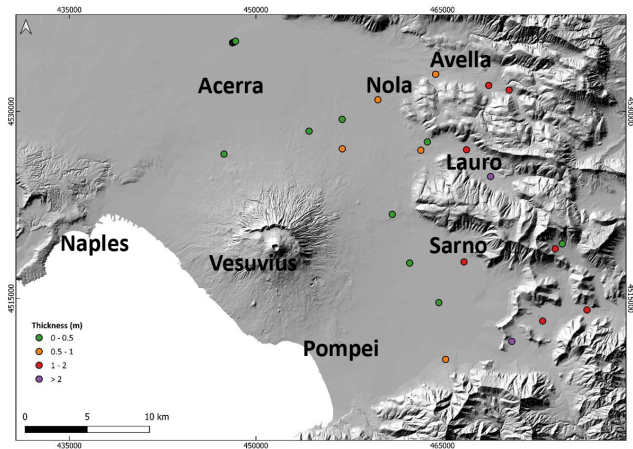 435000 450000 465000
Avella
Acerra
Nola
4530000
4530000
Lauro
Naples
Vesuvius
Sarno
4515000
4515000
Thickness (m)
0 - 0.5
0.5 - 1
1 - 2
> 2
Pompei
0 5 10 km
435000 450000 465000